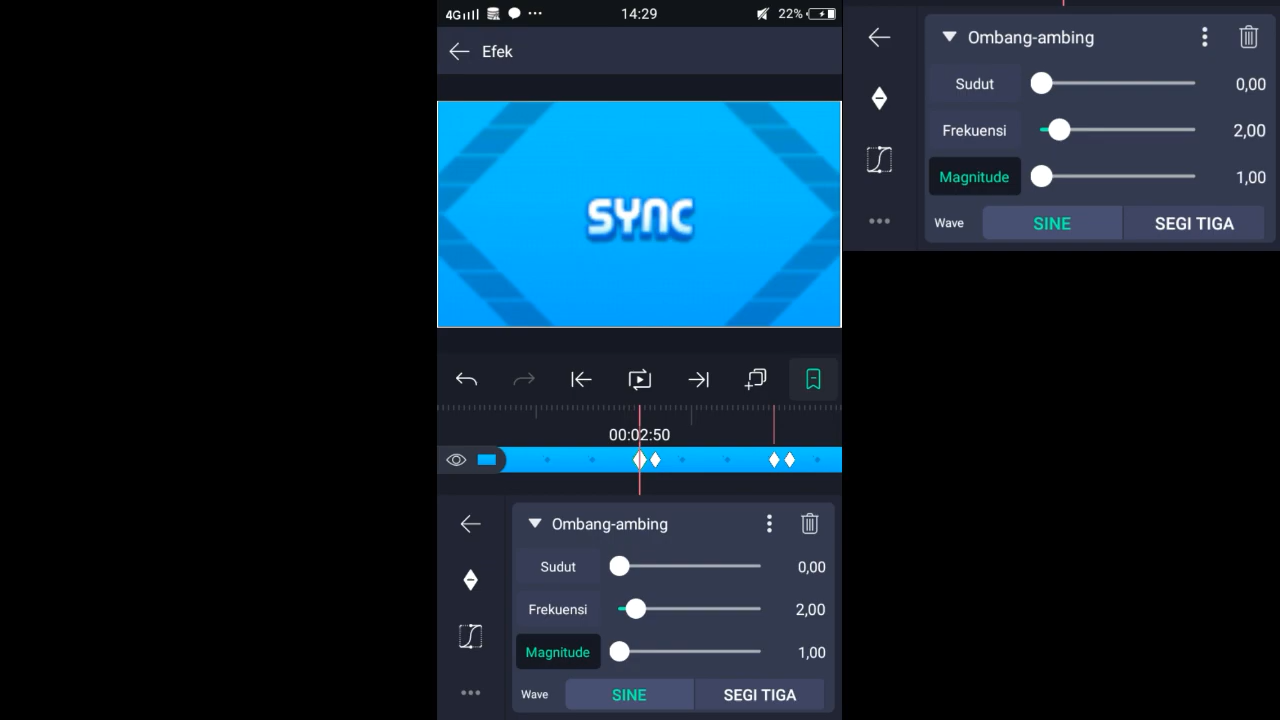 4G
14:29
22%
Efek
SYNC
00:02:50
Ombang-ambing
Sudut 0,00
Frekuensi 2,00
Magnitude 1,00
Wave SINE SEGI TIGA
Ombang-ambing
Sudut 0,00
Frekuensi 2,00
Magnitude 1,00
Wave SINE SEGI TIGA